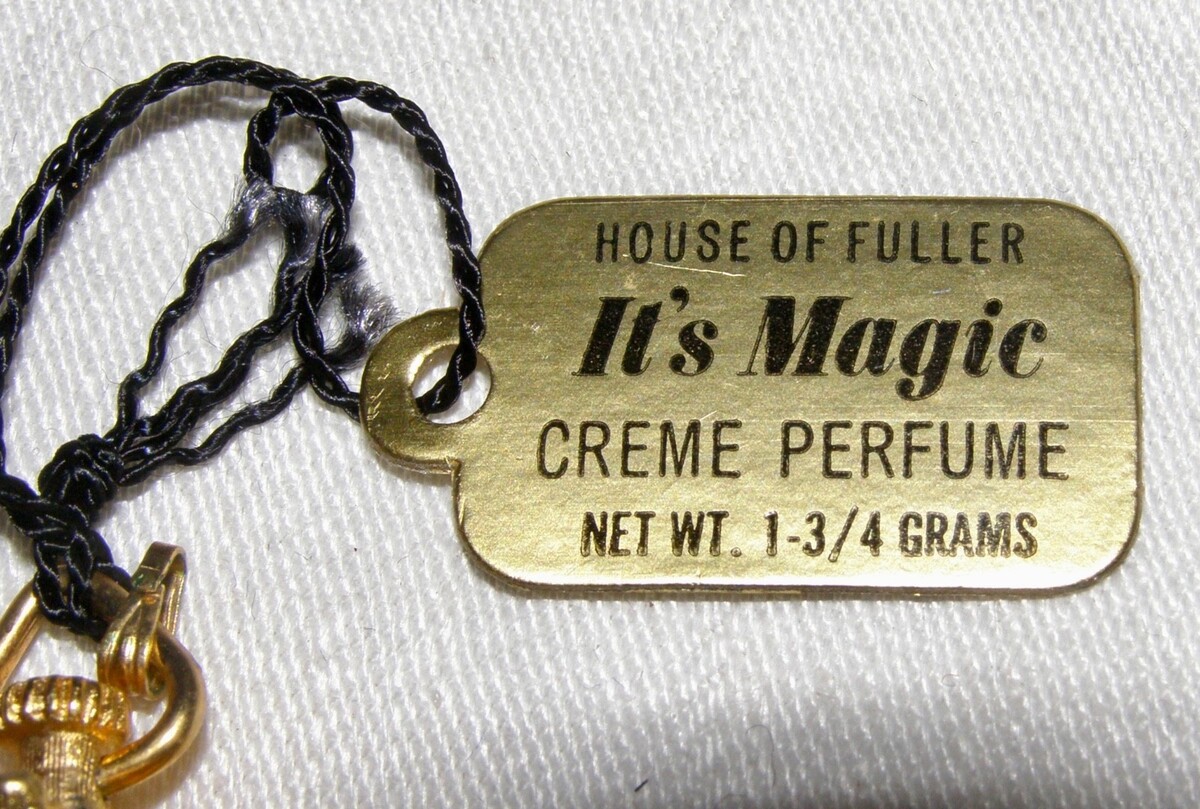 HOUSE OF FULLER
It's Magic
CREME PERFUME
NET WT. 1-3/4 GRAMS